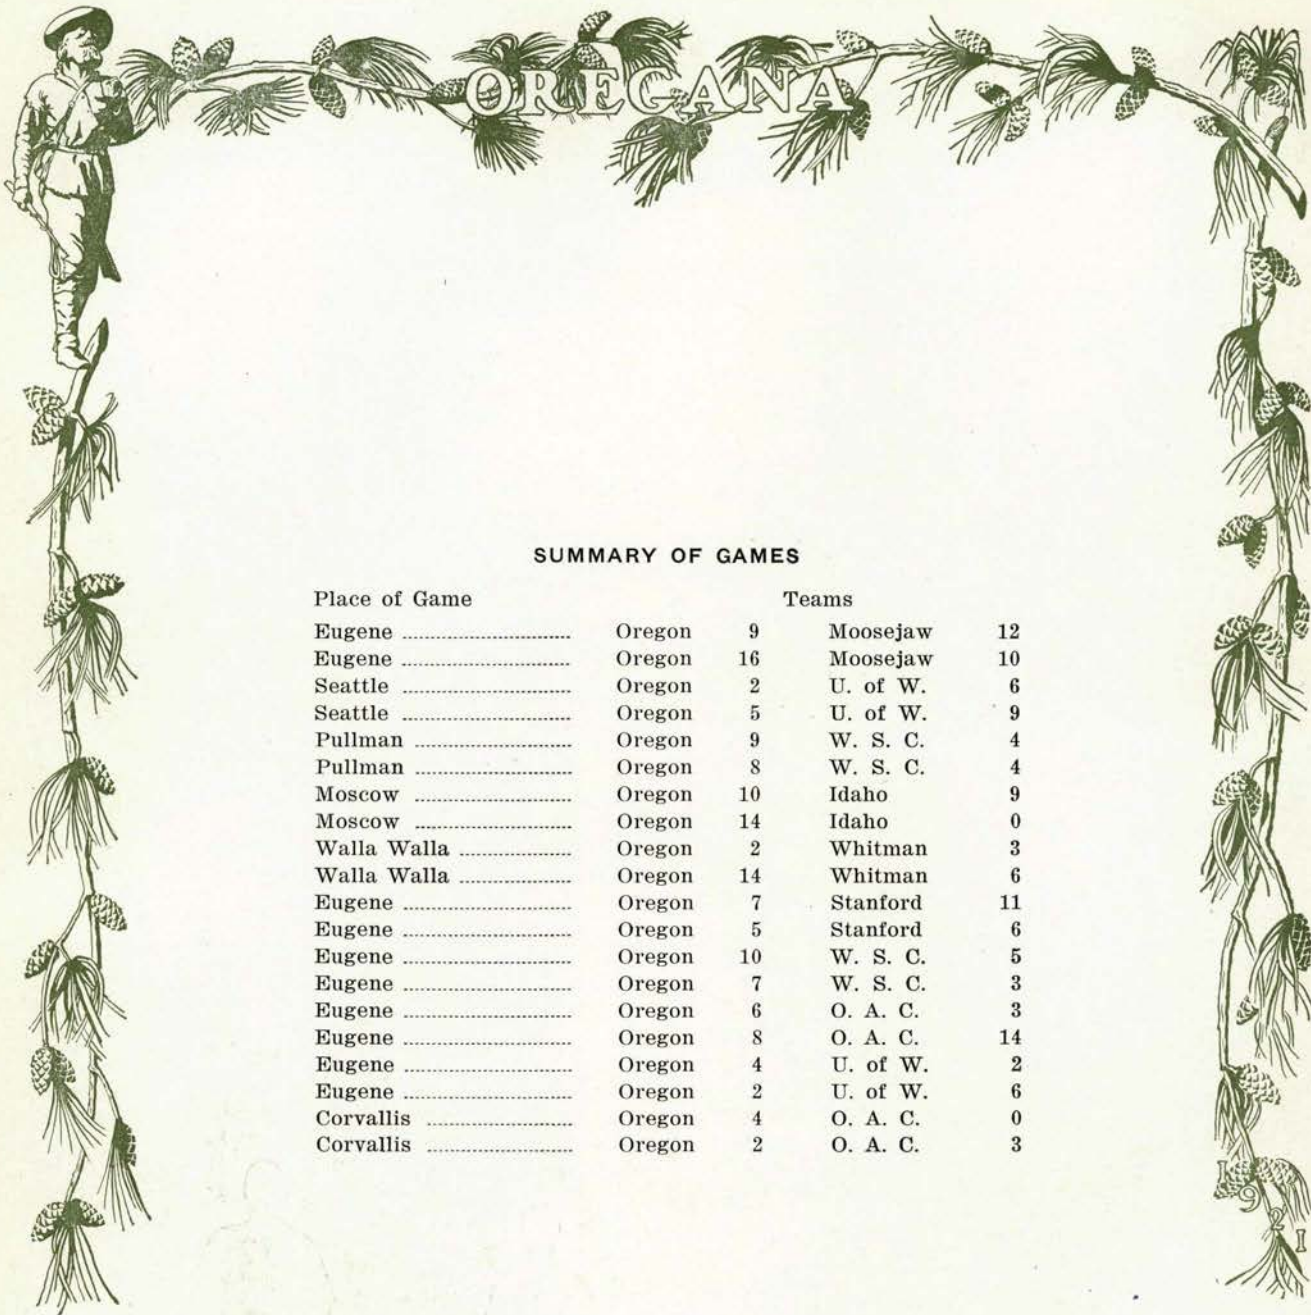 OREGANA
SUMMARY OF GAMES
Place of Game Teams
Eugene ............................ Oregon 9 Moosejaw 12
Eugene ............................ Oregon 16 Moosejaw 10
Seattle ............................ Oregon 2 U. of W. 6
Seattle ............................ Oregon 5 U. of W. 9
Pullman .......................... Oregon 9 W. S. C. 4
Pullman .......................... Oregon 8 W. S. C. 4
Moscow .......................... Oregon 10 Idaho 9
Moscow .......................... Oregon 14 Idaho 0
Walla Walla ................... Oregon 2 Whitman 3
Walla Walla ................... Oregon 14 Whitman 6
Eugene ............................ Oregon 7 Stanford 11
Eugene ............................ Oregon 5 Stanford 6
Eugene ............................ Oregon 10 W. S. C. 5
Eugene ............................ Oregon 7 W. S. C. 3
Eugene ............................ Oregon 6 O. A. C. 3
Eugene ............................ Oregon 8 O. A. C. 14
Eugene ............................ Oregon 4 U. of W. 2
Eugene ............................ Oregon 2 U. of W. 6
Corvallis ........................ Oregon 4 O. A. C. 0
Corvallis ........................ Oregon 2 O. A. C. 3
1921